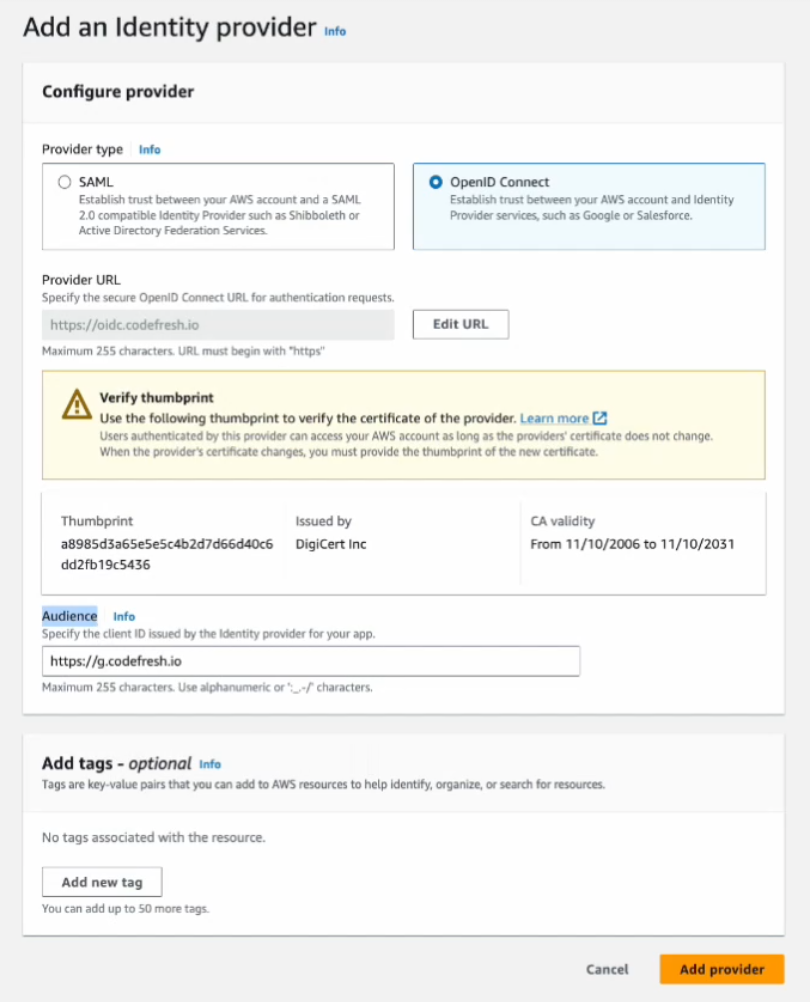 Add an Identity provider Info
Configure provider
Provider type Info
SAML
Establish trust between your AWS account and a SAML
2.0 compatible Identity Provider such as Shibboleth or
Active Directory Federation Services.
OpenID Connect
Establish trust between your AWS account and Identity
Provider services, such as Google or Salesforce.
Provider URL
Specify the secure OpenID Connect URL for authentication requests.
https://oidc.codefresh.io
Edit URL
Maximum 255 characters. URL must begin with "https"
Verify thumbprint
Use the following thumbprint to verify the certificate of the provider. Learn more
Users authenticated by this provider can access your AWS account as long as the providers' certificate does not change.
When the provider's certificate changes, you must provide the thumbprint of the new certificate.
Thumbprint
a8985d3a65e5e5c4b2d7d66d40c6
dd2fb19c5436
Issued by
DigiCert Inc
CA validity
From 11/10/2006 to 11/10/2031
Audience Info
Specify the client ID issued by the Identity provider for your app.
https://g.codefresh.io
Maximum 255 characters. Use alphanumeric or ':_.-/' characters.
Add tags - optional Info
Tags are key-value pairs that you can add to AWS resources to help identify, organize, or search for resources.
No tags associated with the resource.
Add new tag
You can add up to 50 more tags.
Cancel
Add provider